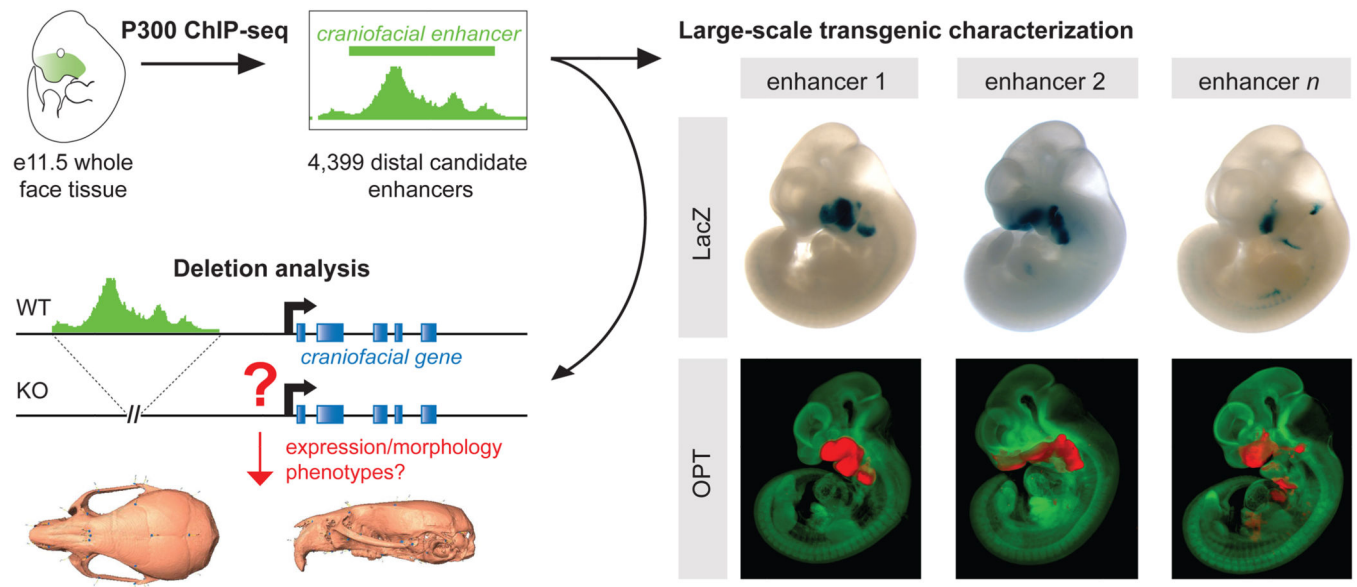 P300 ChIP-seq
craniofacial enhancer
e11.5 whole
face tissue
4,399 distal candidate
enhancers
Deletion analysis
WT
craniofacial gene
KO
?
expression/morphology
phenotypes?
Large-scale transgenic characterization
enhancer 1
enhancer 2
enhancer n
LacZ
OPT